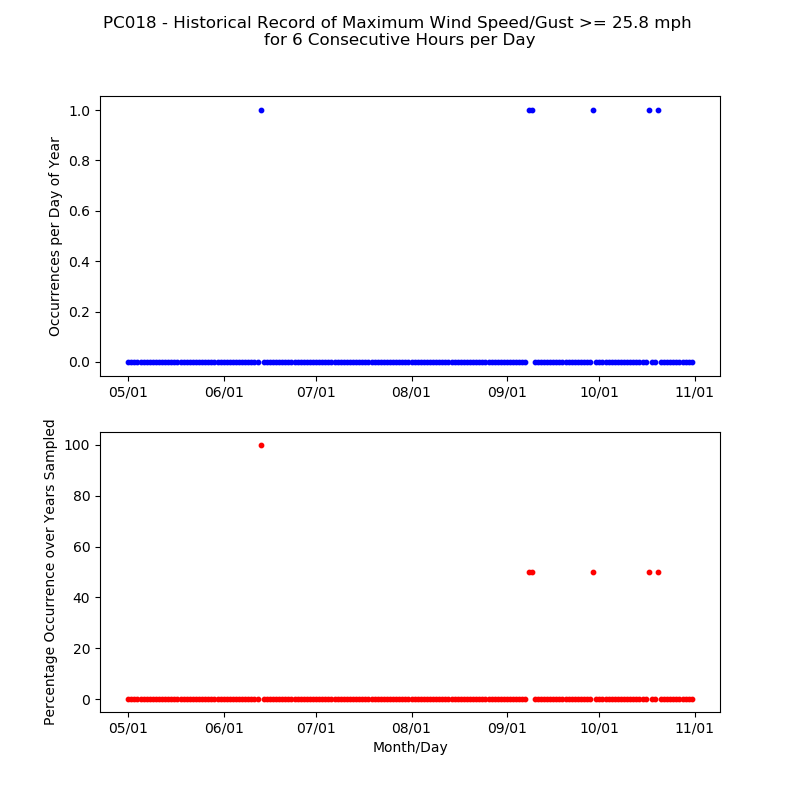 PC018 - Historical Record of Maximum Wind Speed/Gust >= 25.8 mph
for 6 Consecutive Hours per Day
Occurrences per Day of Year
1.0
0.8
0.6
0.4
0.2
0.0
05/01 06/01 07/01 08/01 09/01 10/01 11/01
Percentage Occurrence over Years Sampled
100
80
60
40
20
0
05/01 06/01 07/01 08/01 09/01 10/01 11/01
Month/Day